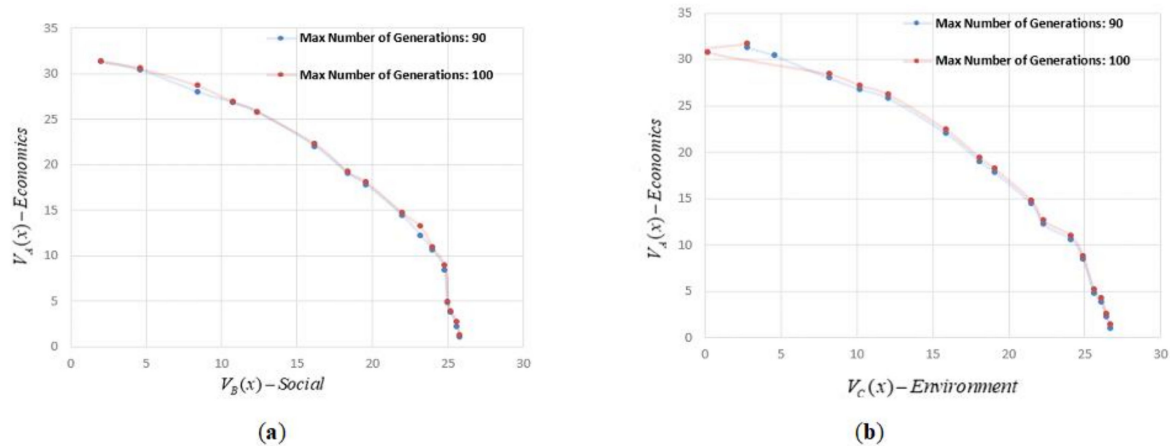 35
30
25
20
15
10
5
0
0 5 10 15 20 25 30
V_A(x) – Economics
V_B(x) – Social
Max Number of Generations: 90
Max Number of Generations: 100
(a)
35
30
25
20
15
10
5
0
0 5 10 15 20 25 30
V_A(x) – Economics
V_C(x) – Environment
Max Number of Generations: 90
Max Number of Generations: 100
(b)